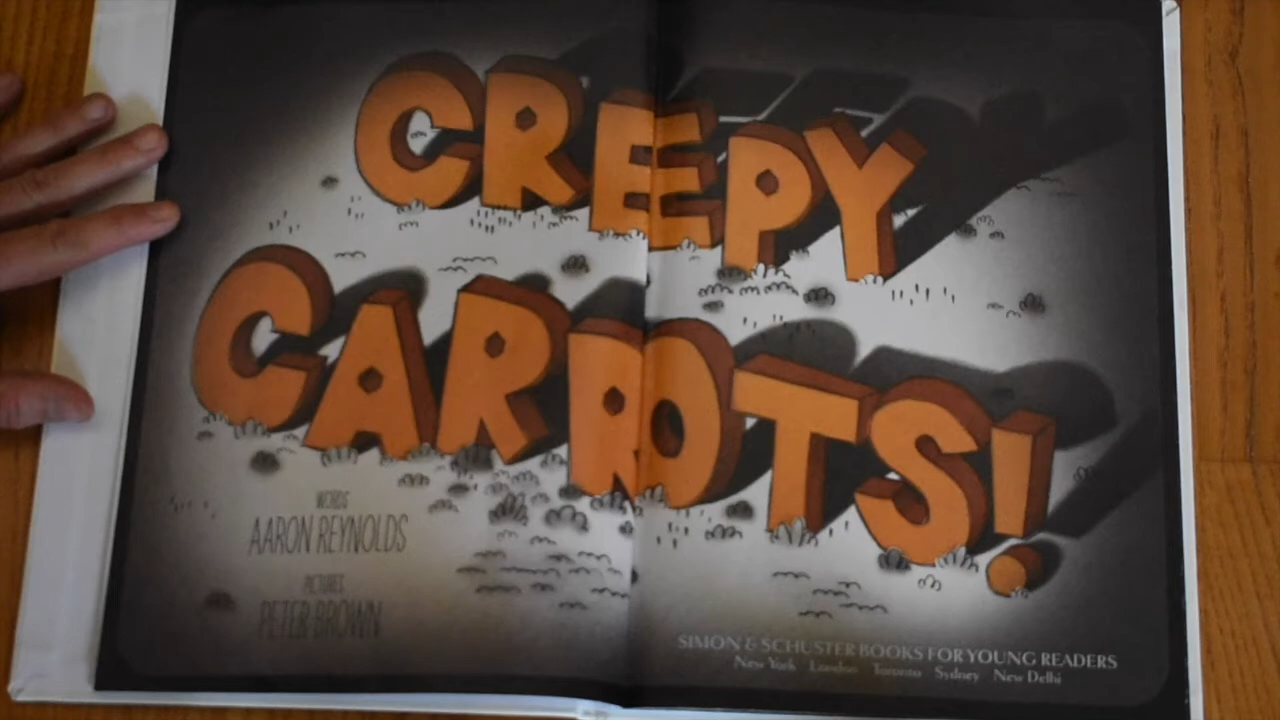 CREEPY
CARROTS!
WORDS
AARON REYNOLDS
PICTURES
PETER BROWN
SIMON & SCHUSTER BOOKS FOR YOUNG READERS
New York London Toronto Sydney New Delhi